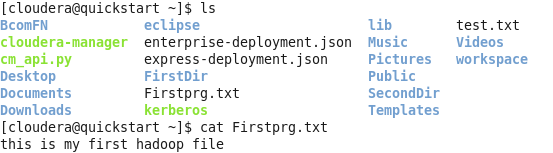 [cloudera@quickstart ~]$ ls
BcomFN eclipse lib test.txt
cloudera-manager enterprise-deployment.json Music Videos
cm_api.py express-deployment.json Pictures workspace
Desktop FirstDir Public
Documents Firstprg.txt SecondDir
Downloads kerberos Templates
[cloudera@quickstart ~]$ cat Firstprg.txt
this is my first hadoop file